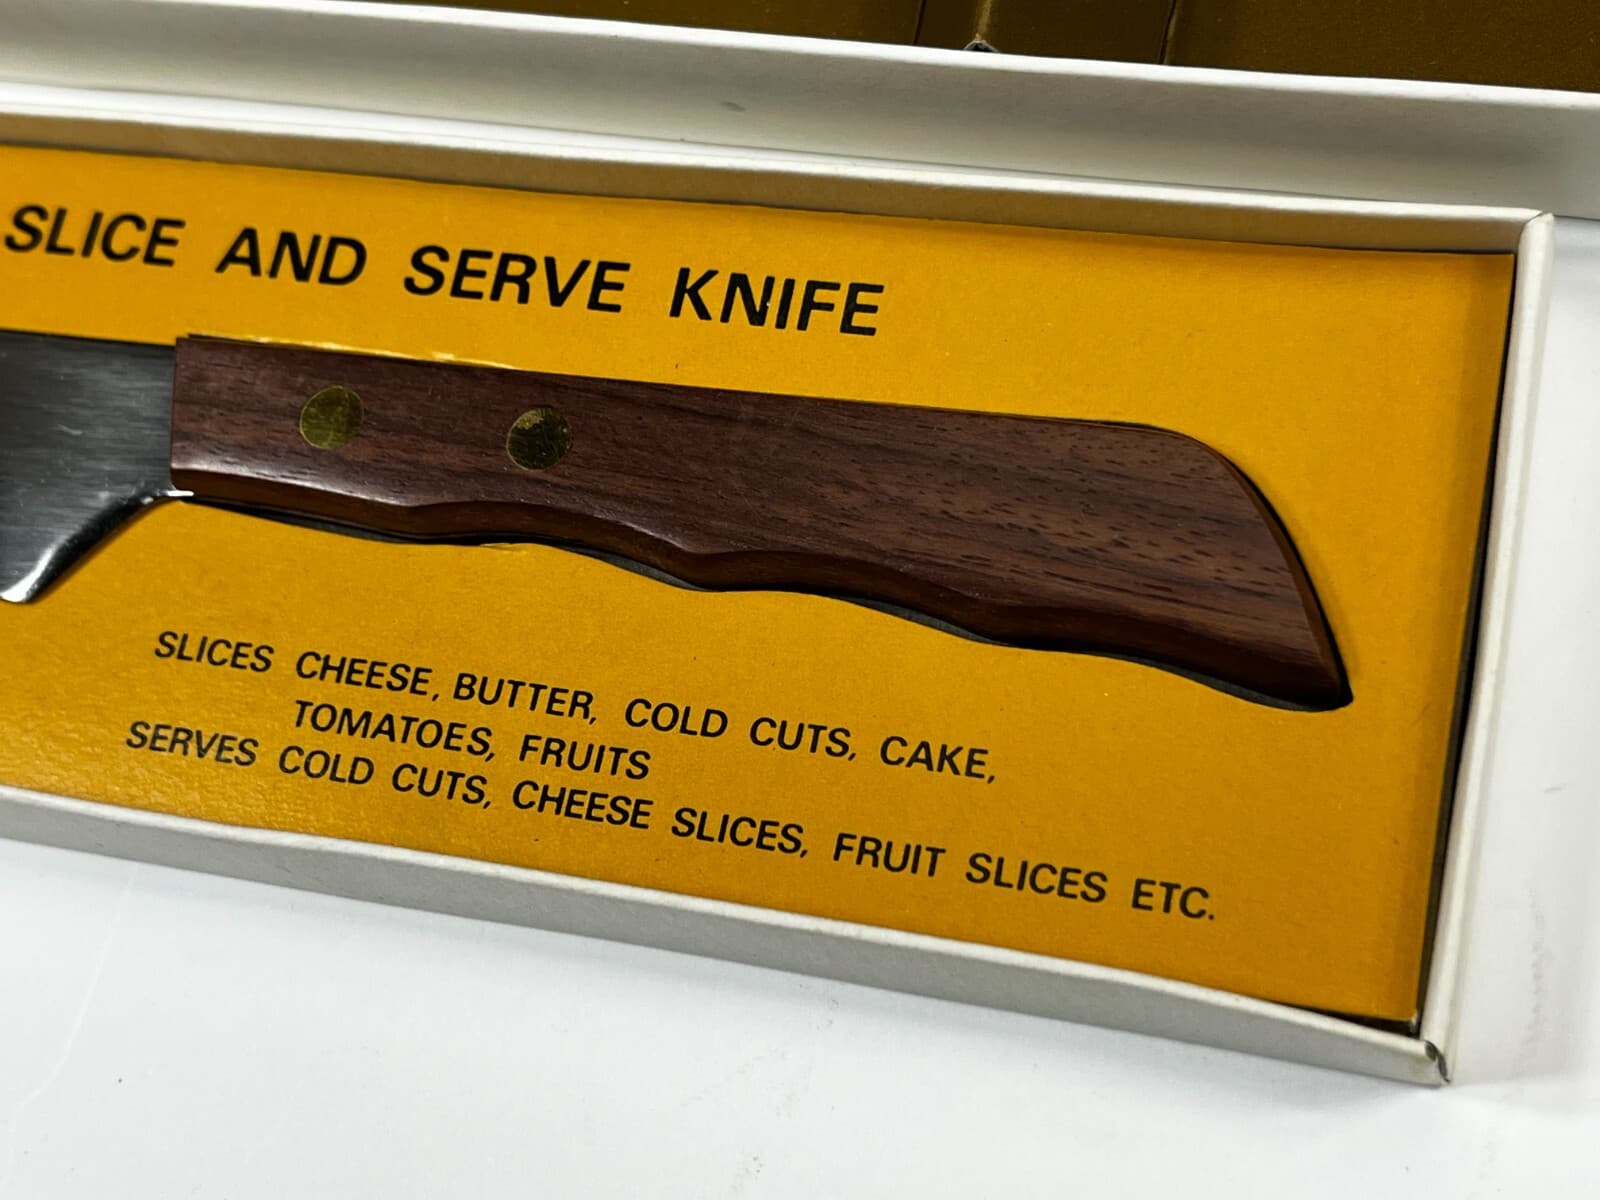 SLICE AND SERVE KNIFE
SLICES CHEESE, BUTTER, COLD CUTS, CAKE,
TOMATOES, FRUITS
SERVES COLD CUTS, CHEESE SLICES, FRUIT SLICES ETC.